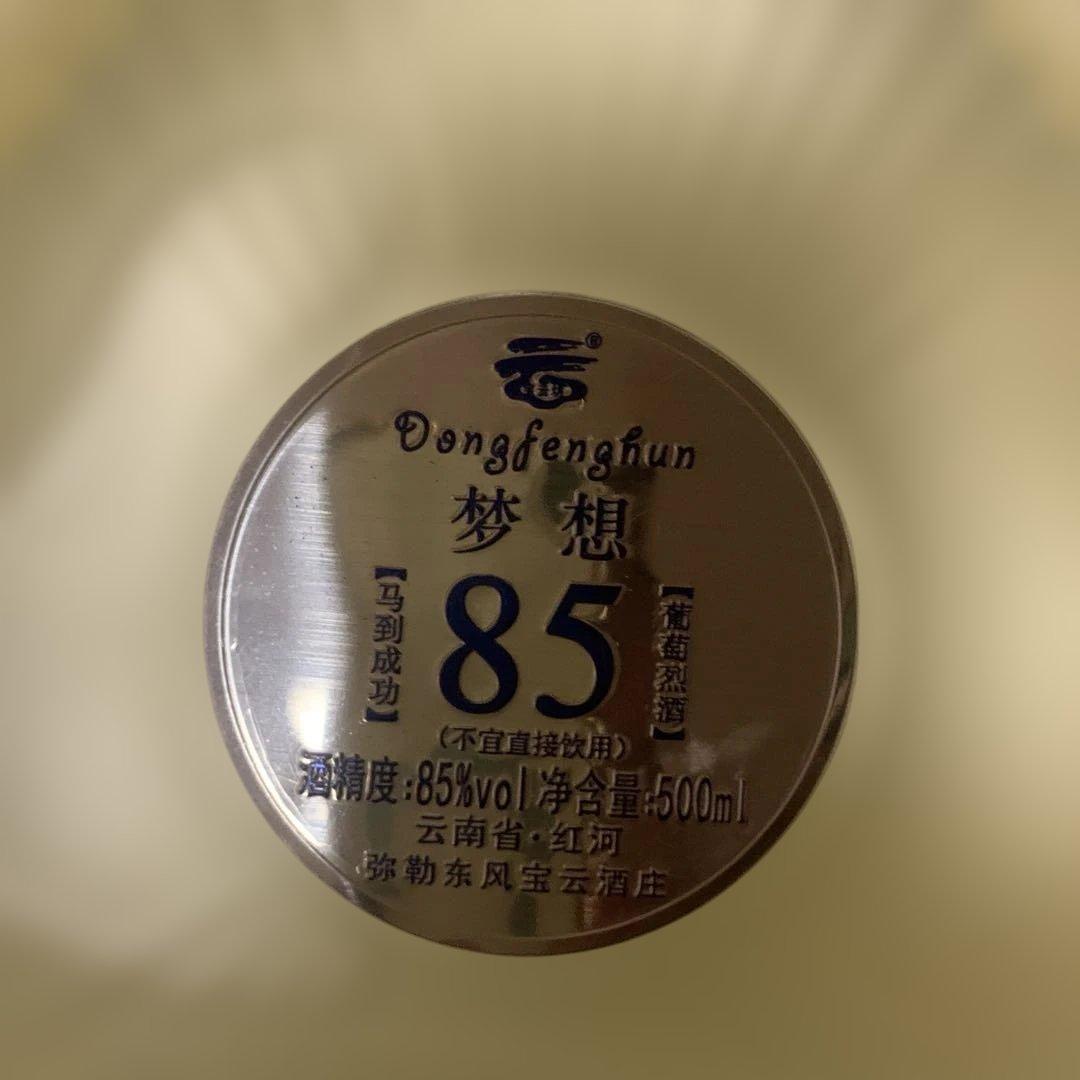 云®
Dongfenghun
梦想
【马到成功】
85
【葡萄烈酒】
（不宜直接饮用）
酒精度:85%vol 净含量:500ml
云南省·红河
弥勒东风宝云酒庄